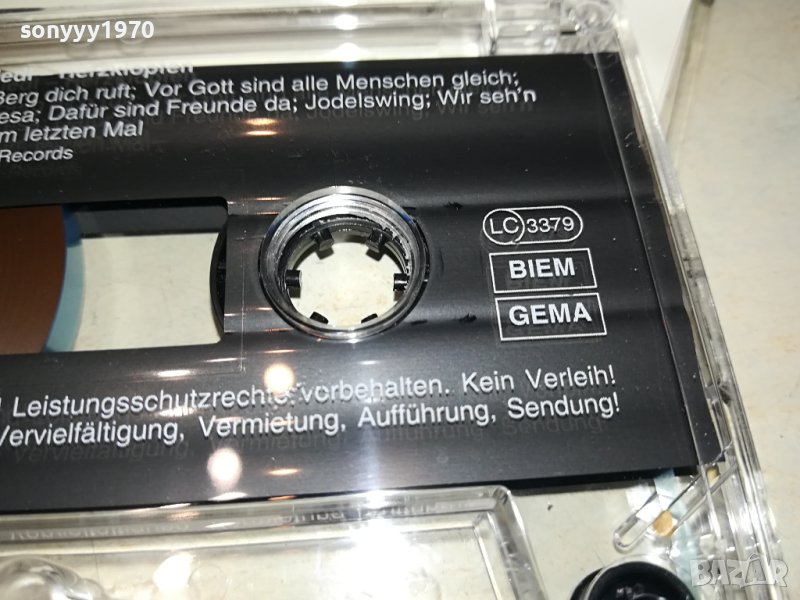 sonyyy1970
Herzklopfen
Berg dich ruft; Vor Gott sind alle Menschen gleich;
esa; Dafür sind Freunde da; Jodelswing; Wir seh'n
m letzten Mal
Records
LC 3379
BIEM
GEMA
Leistungsschutzrechte vorbehalten. Kein Verleih!
Vervielfältigung, Vermietung, Aufführung, Sendung!
BAZAR